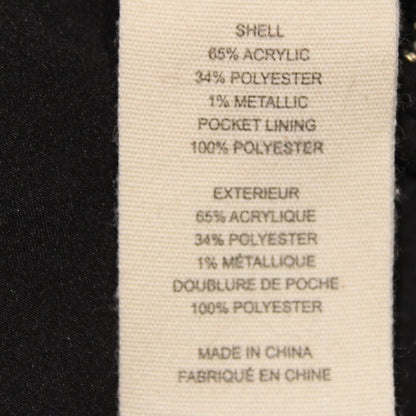 SHELL
65% ACRYLIC
34% POLYESTER
1% METALLIC
POCKET LINING
100% POLYESTER
EXTERIEUR
65% ACRYLIQUE
34% POLYESTER
1% MÉTALLIQUE
DOUBLURE DE POCHE
100% POLYESTER
MADE IN CHINA
FABRIQUÉ EN CHINE